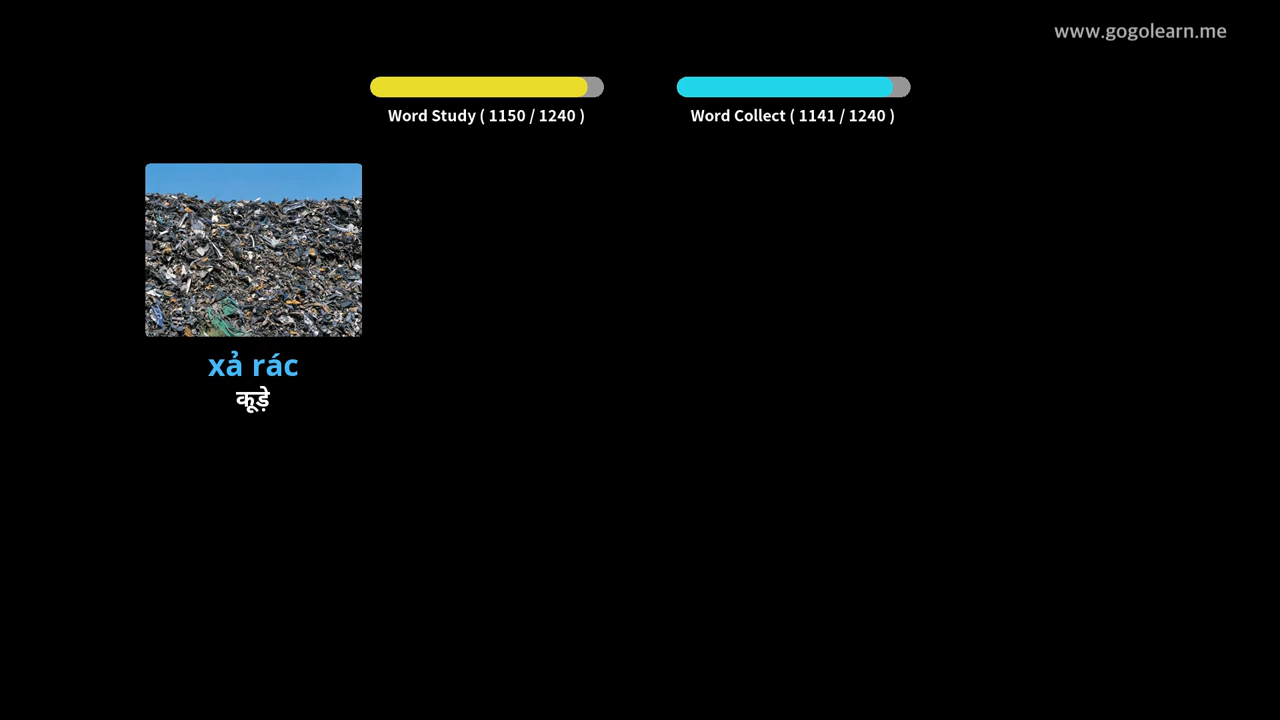 www.gogolearn.me
Word Study ( 1150 / 1240 )
Word Collect ( 1141 / 1240 )
xả rác
कूड़े